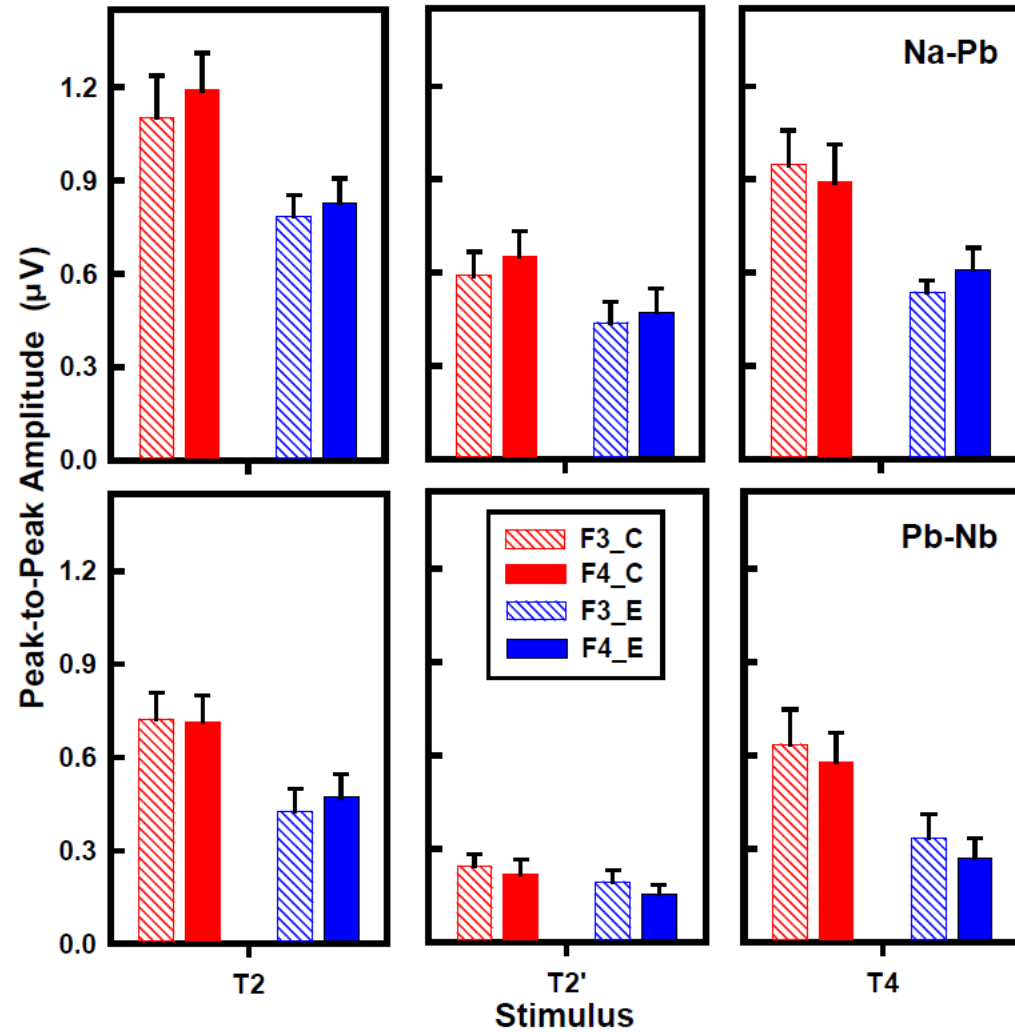 Na-Pb
1.2
0.9
0.6
0.3
0.0
Peak-to-Peak Amplitude (µV)
Pb-Nb
F3_C
F4_C
F3_E
F4_E
1.2
0.9
0.6
0.3
0.0
T2
T2'
T4
Stimulus